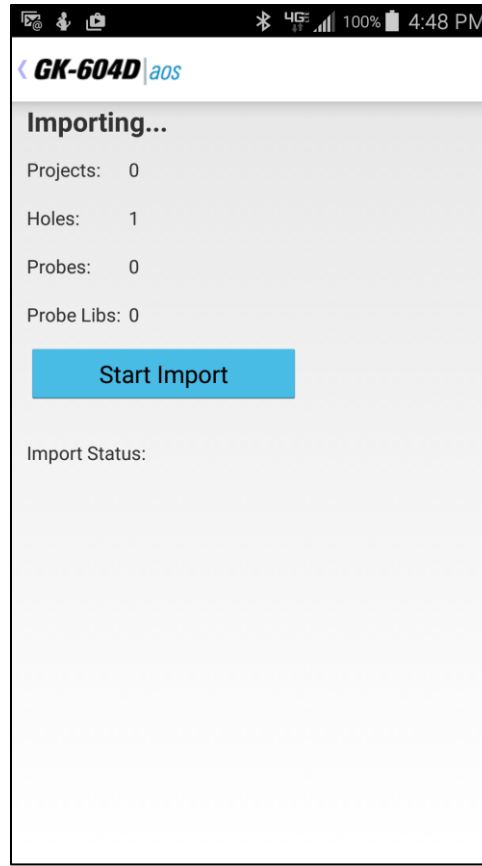 4G LTE 100% 4:48 PM
GK-604D|aos
Importing...
Projects: 0
Holes: 1
Probes: 0
Probe Libs: 0
Start Import
Import Status: